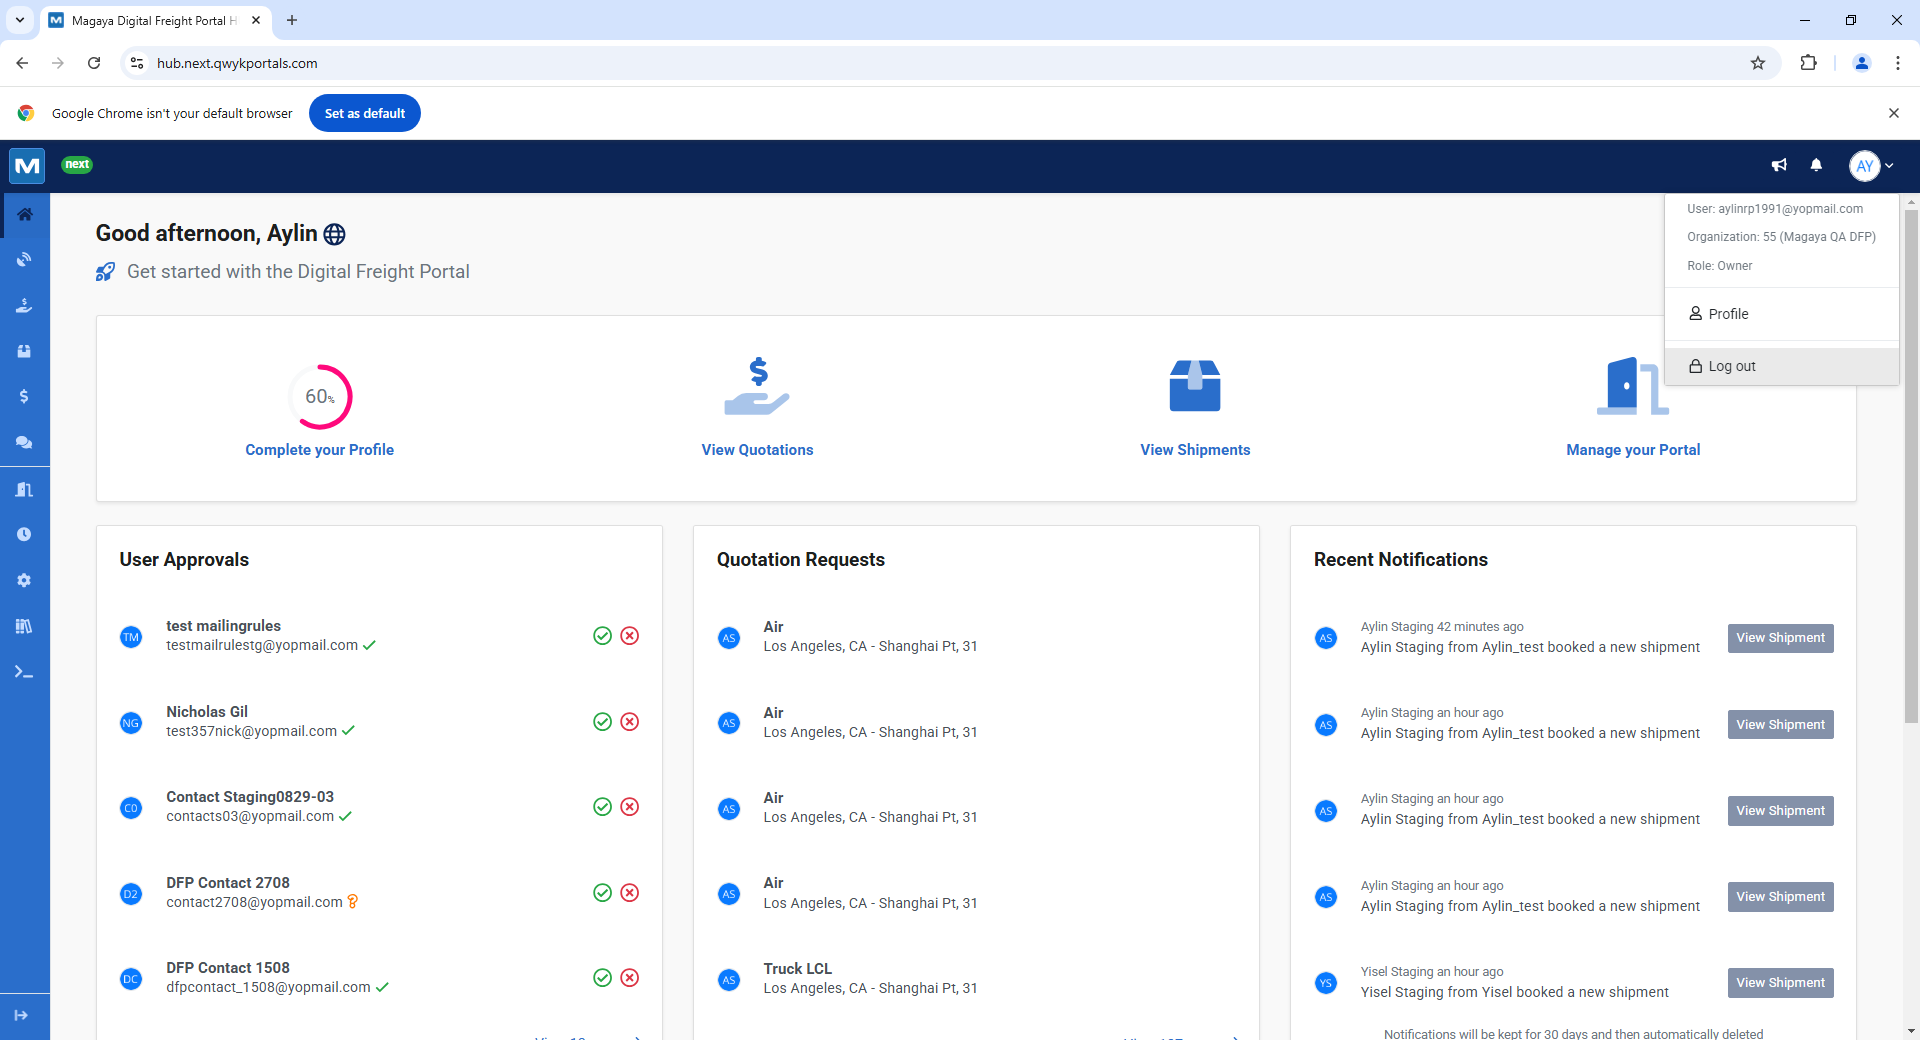 Magaya Digital Freight Portal H
hub.next.qwykportals.com
Google Chrome isn't your default browser
Set as default
M
next
AY
User: aylinrp1991@yopmail.com
Organization: 55 (Magaya QA DFP)
Role: Owner
Profile
Log out
Good afternoon, Aylin
Get started with the Digital Freight Portal
60%
Complete your Profile
View Quotations
View Shipments
Manage your Portal
User Approvals
TM
test mailingrules
testmailrulestg@yopmail.com
NG
Nicholas Gil
test357nick@yopmail.com
C0
Contact Staging0829-03
contacts03@yopmail.com
D2
DFP Contact 2708
contact2708@yopmail.com
DC
DFP Contact 1508
dfpcontact_1508@yopmail.com
Quotation Requests
AS
Air
Los Angeles, CA - Shanghai Pt, 31
AS
Air
Los Angeles, CA - Shanghai Pt, 31
AS
Air
Los Angeles, CA - Shanghai Pt, 31
AS
Air
Los Angeles, CA - Shanghai Pt, 31
AS
Truck LCL
Los Angeles, CA - Shanghai Pt, 31
Recent Notifications
AS
Aylin Staging 42 minutes ago
Aylin Staging from Aylin_test booked a new shipment
View Shipment
AS
Aylin Staging an hour ago
Aylin Staging from Aylin_test booked a new shipment
View Shipment
AS
Aylin Staging an hour ago
Aylin Staging from Aylin_test booked a new shipment
View Shipment
AS
Aylin Staging an hour ago
Aylin Staging from Aylin_test booked a new shipment
View Shipment
YS
Yisel Staging an hour ago
Yisel Staging from Yisel booked a new shipment
View Shipment
Notifications will be kept for 30 days and then automatically deleted